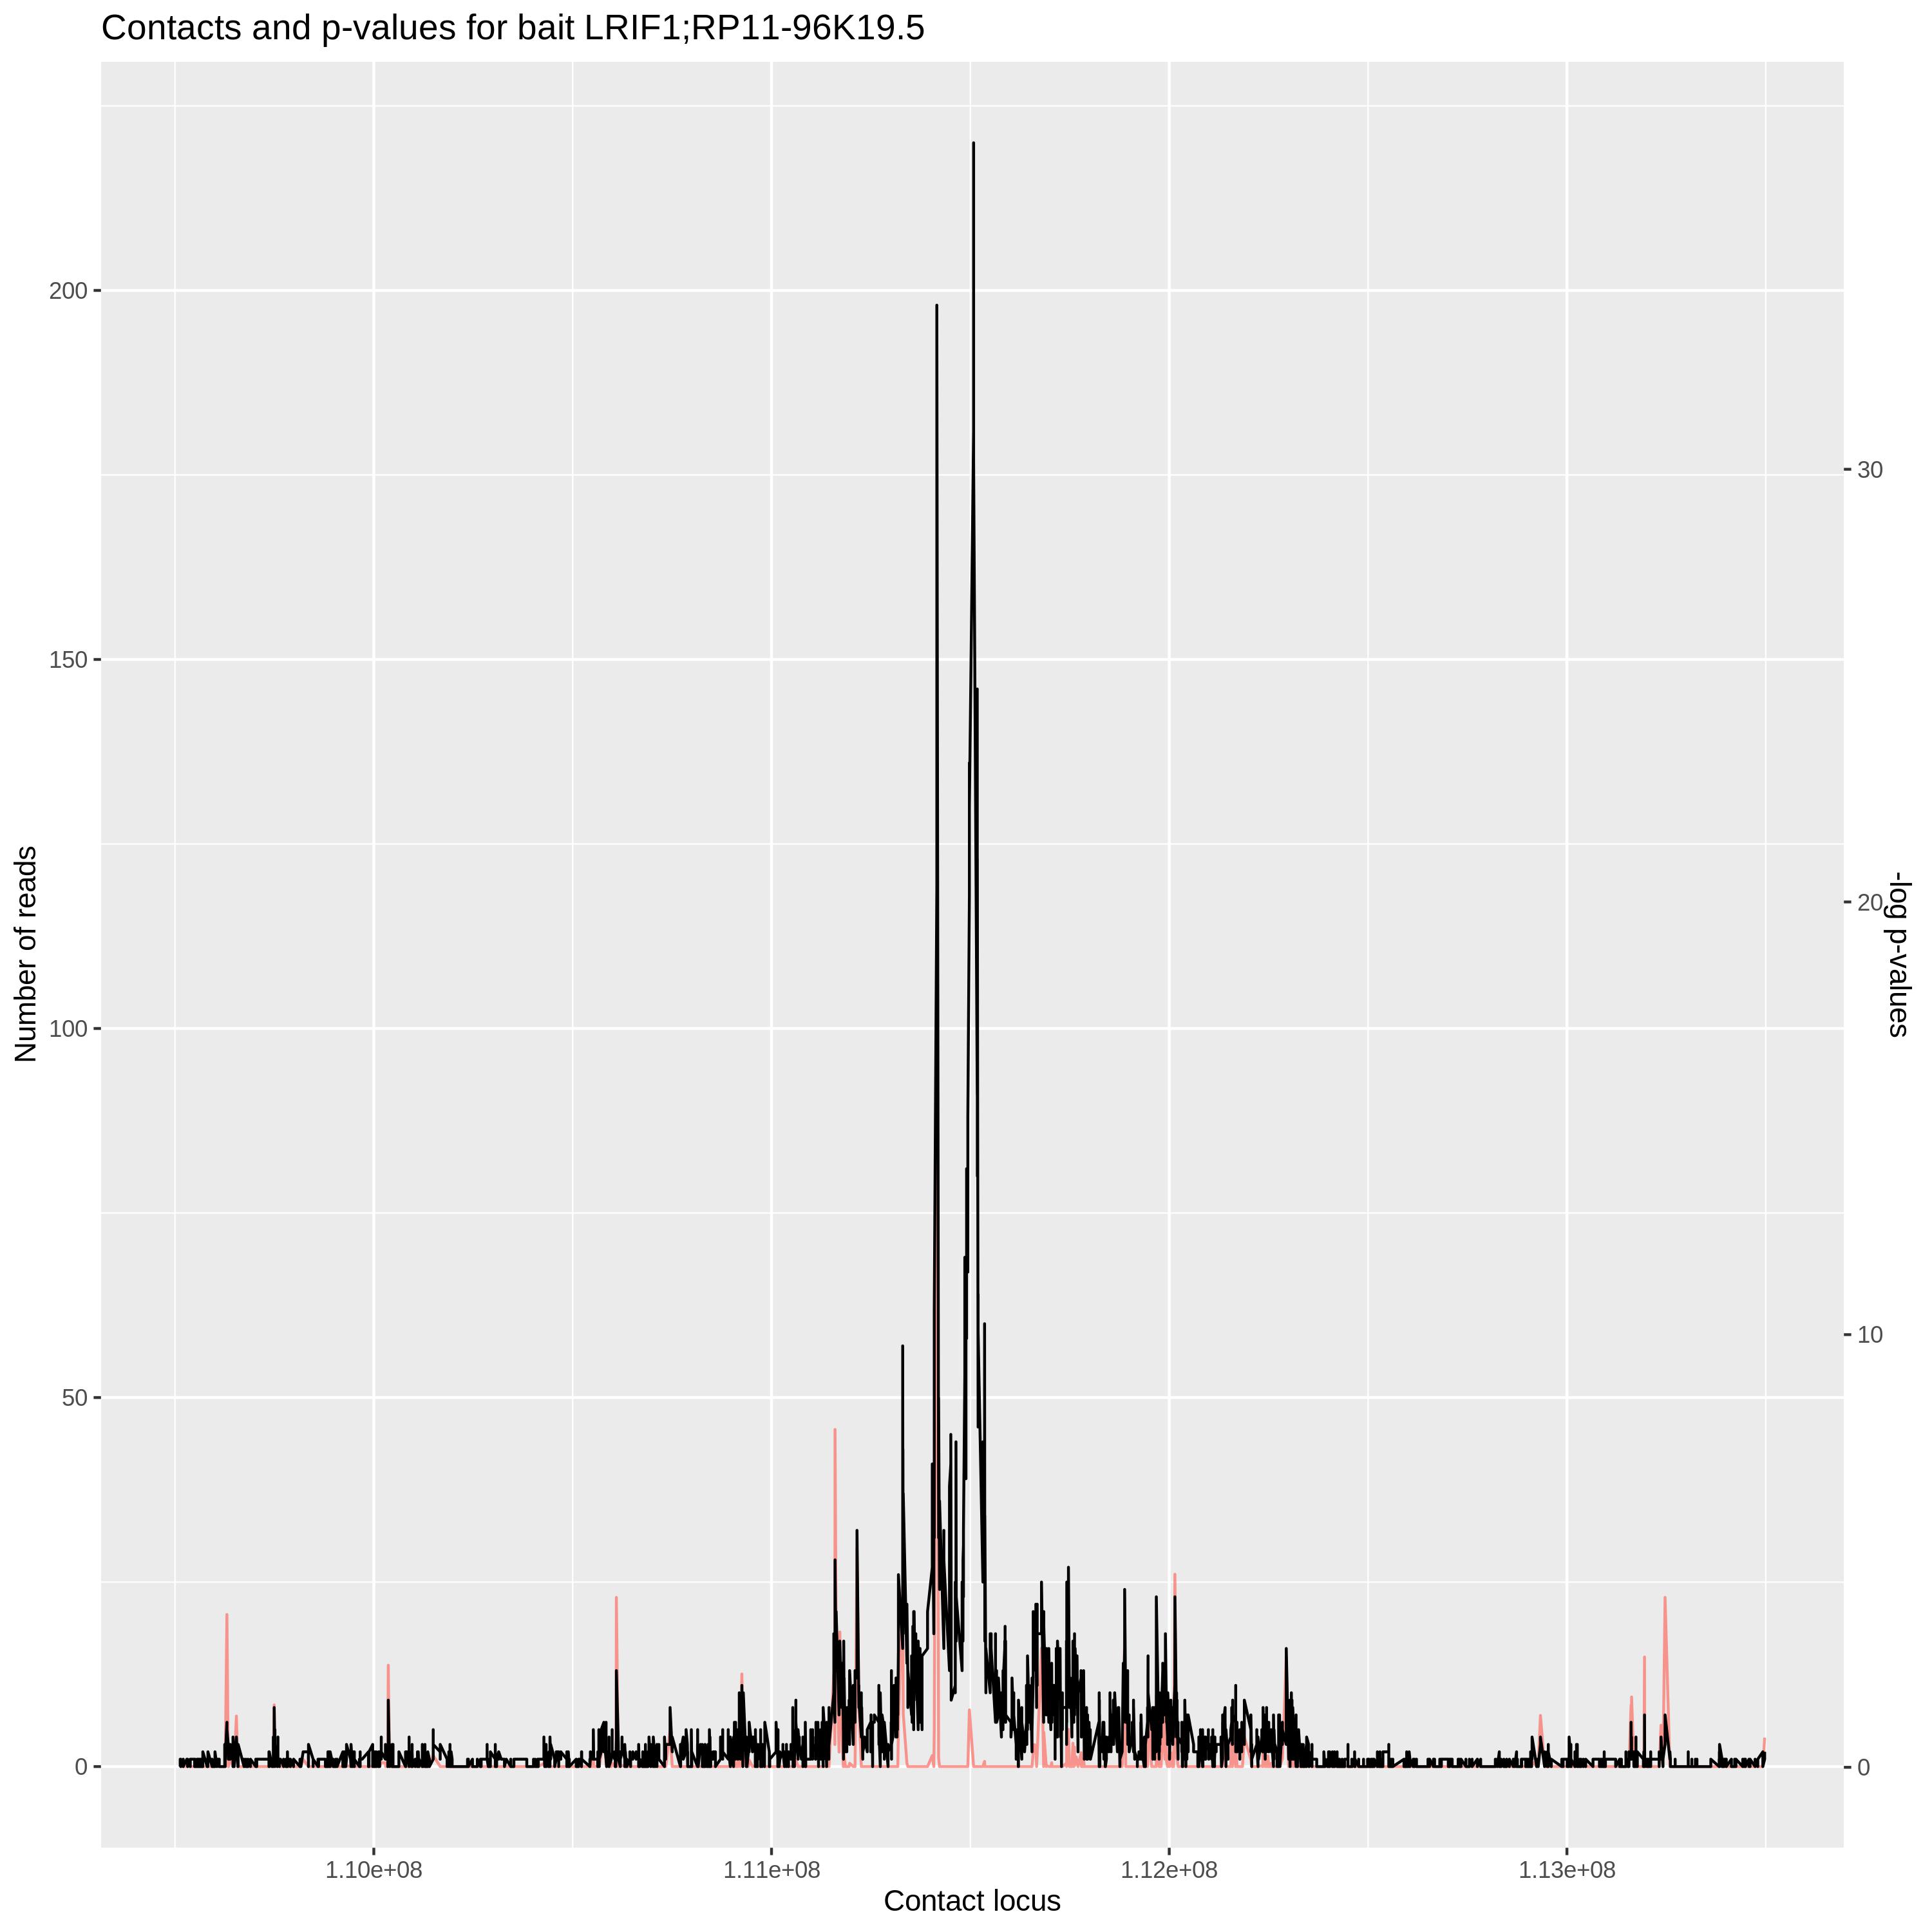 Contacts and p-values for bait LRIF1;RP11-96K19.5
200
150
100
50
0
Number of reads
30
20
10
0
-log p-values
1.10e+08
1.11e+08
1.12e+08
1.13e+08
Contact locus